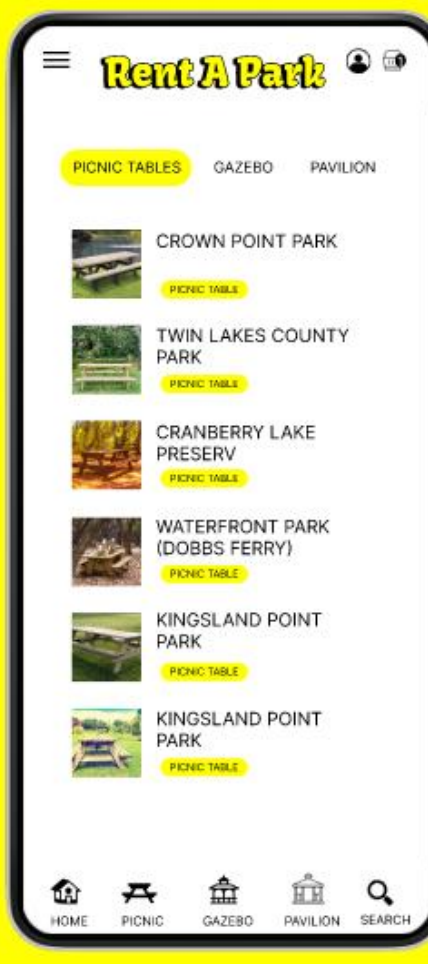 Rent A Park
PICNIC TABLES GAZEBO PAVILION
CROWN POINT PARK
PICNIC TABLE
TWIN LAKES COUNTY
PARK
PICNIC TABLE
CRANBERRY LAKE
PRESERV
PICNIC TABLE
WATERFRONT PARK
(DOBBS FERRY)
PICNIC TABLE
KINGSLAND POINT
PARK
PICNIC TABLE
KINGSLAND POINT
PARK
PICNIC TABLE
HOME PICNIC GAZEBO PAVILION SEARCH